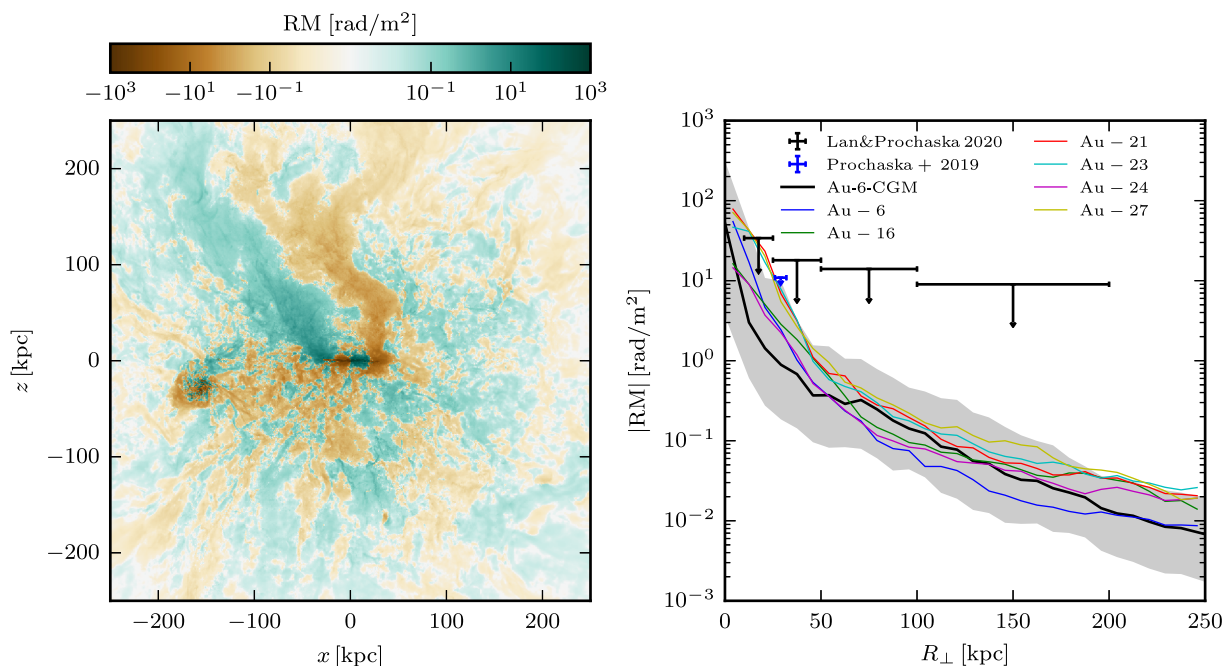 RM [rad/m²]
−10³ −10¹ −10⁻¹ 10⁻¹ 10¹ 10³
200
100
0
−100
−200
z [kpc]
−200 −100 0 100 200
x [kpc]
10³
10²
10¹
10⁰
10⁻¹
10⁻²
10⁻³
|RM| [rad/m²]
Lan&Prochaska 2020
Prochaska + 2019
Au-6-CGM
Au − 6
Au − 16
Au − 21
Au − 23
Au − 24
Au − 27
0 50 100 150 200 250
R⊥ [kpc]